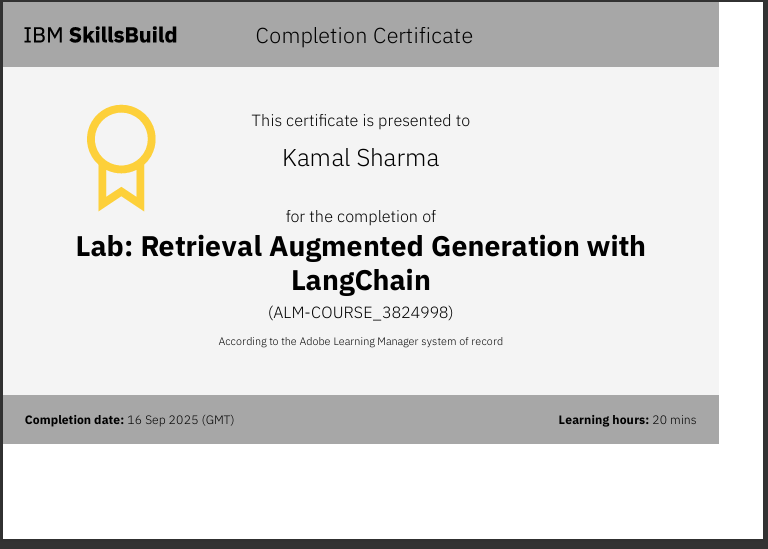 IBM SkillsBuild
Completion Certificate
This certificate is presented to
Kamal Sharma
for the completion of
Lab: Retrieval Augmented Generation with
LangChain
(ALM-COURSE_3824998)
According to the Adobe Learning Manager system of record
Completion date: 16 Sep 2025 (GMT)
Learning hours: 20 mins